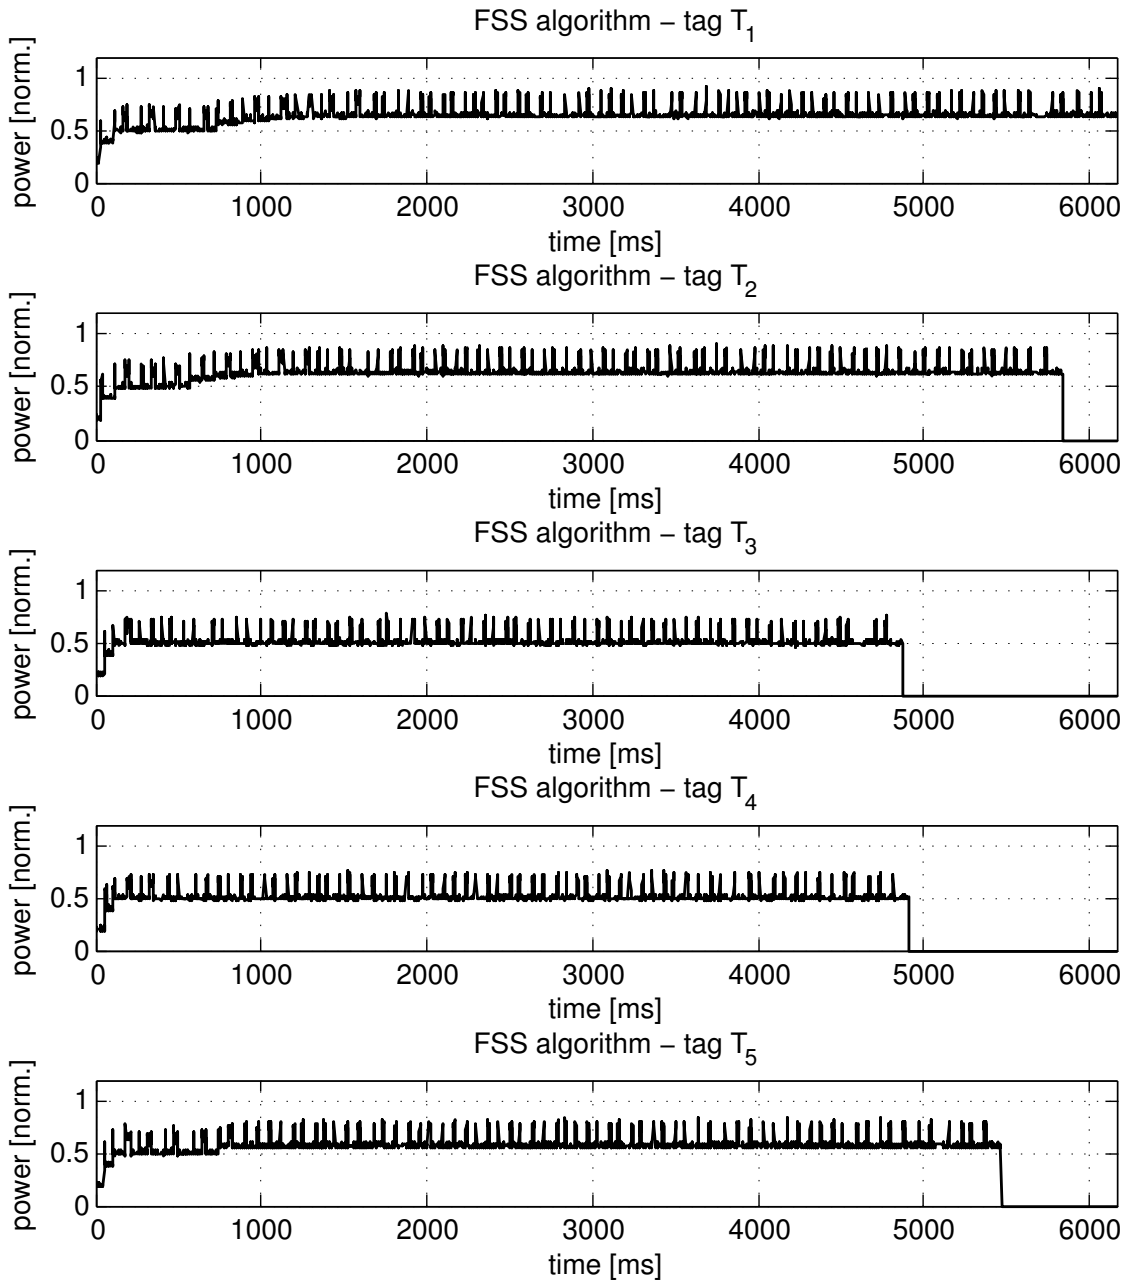 FSS algorithm − tag T1
power [norm.]
1
0.5
0
0 1000 2000 3000 4000 5000 6000
time [ms]
FSS algorithm − tag T2
power [norm.]
1
0.5
0
0 1000 2000 3000 4000 5000 6000
time [ms]
FSS algorithm − tag T3
power [norm.]
1
0.5
0
0 1000 2000 3000 4000 5000 6000
time [ms]
FSS algorithm − tag T4
power [norm.]
1
0.5
0
0 1000 2000 3000 4000 5000 6000
time [ms]
FSS algorithm − tag T5
power [norm.]
1
0.5
0
0 1000 2000 3000 4000 5000 6000
time [ms]